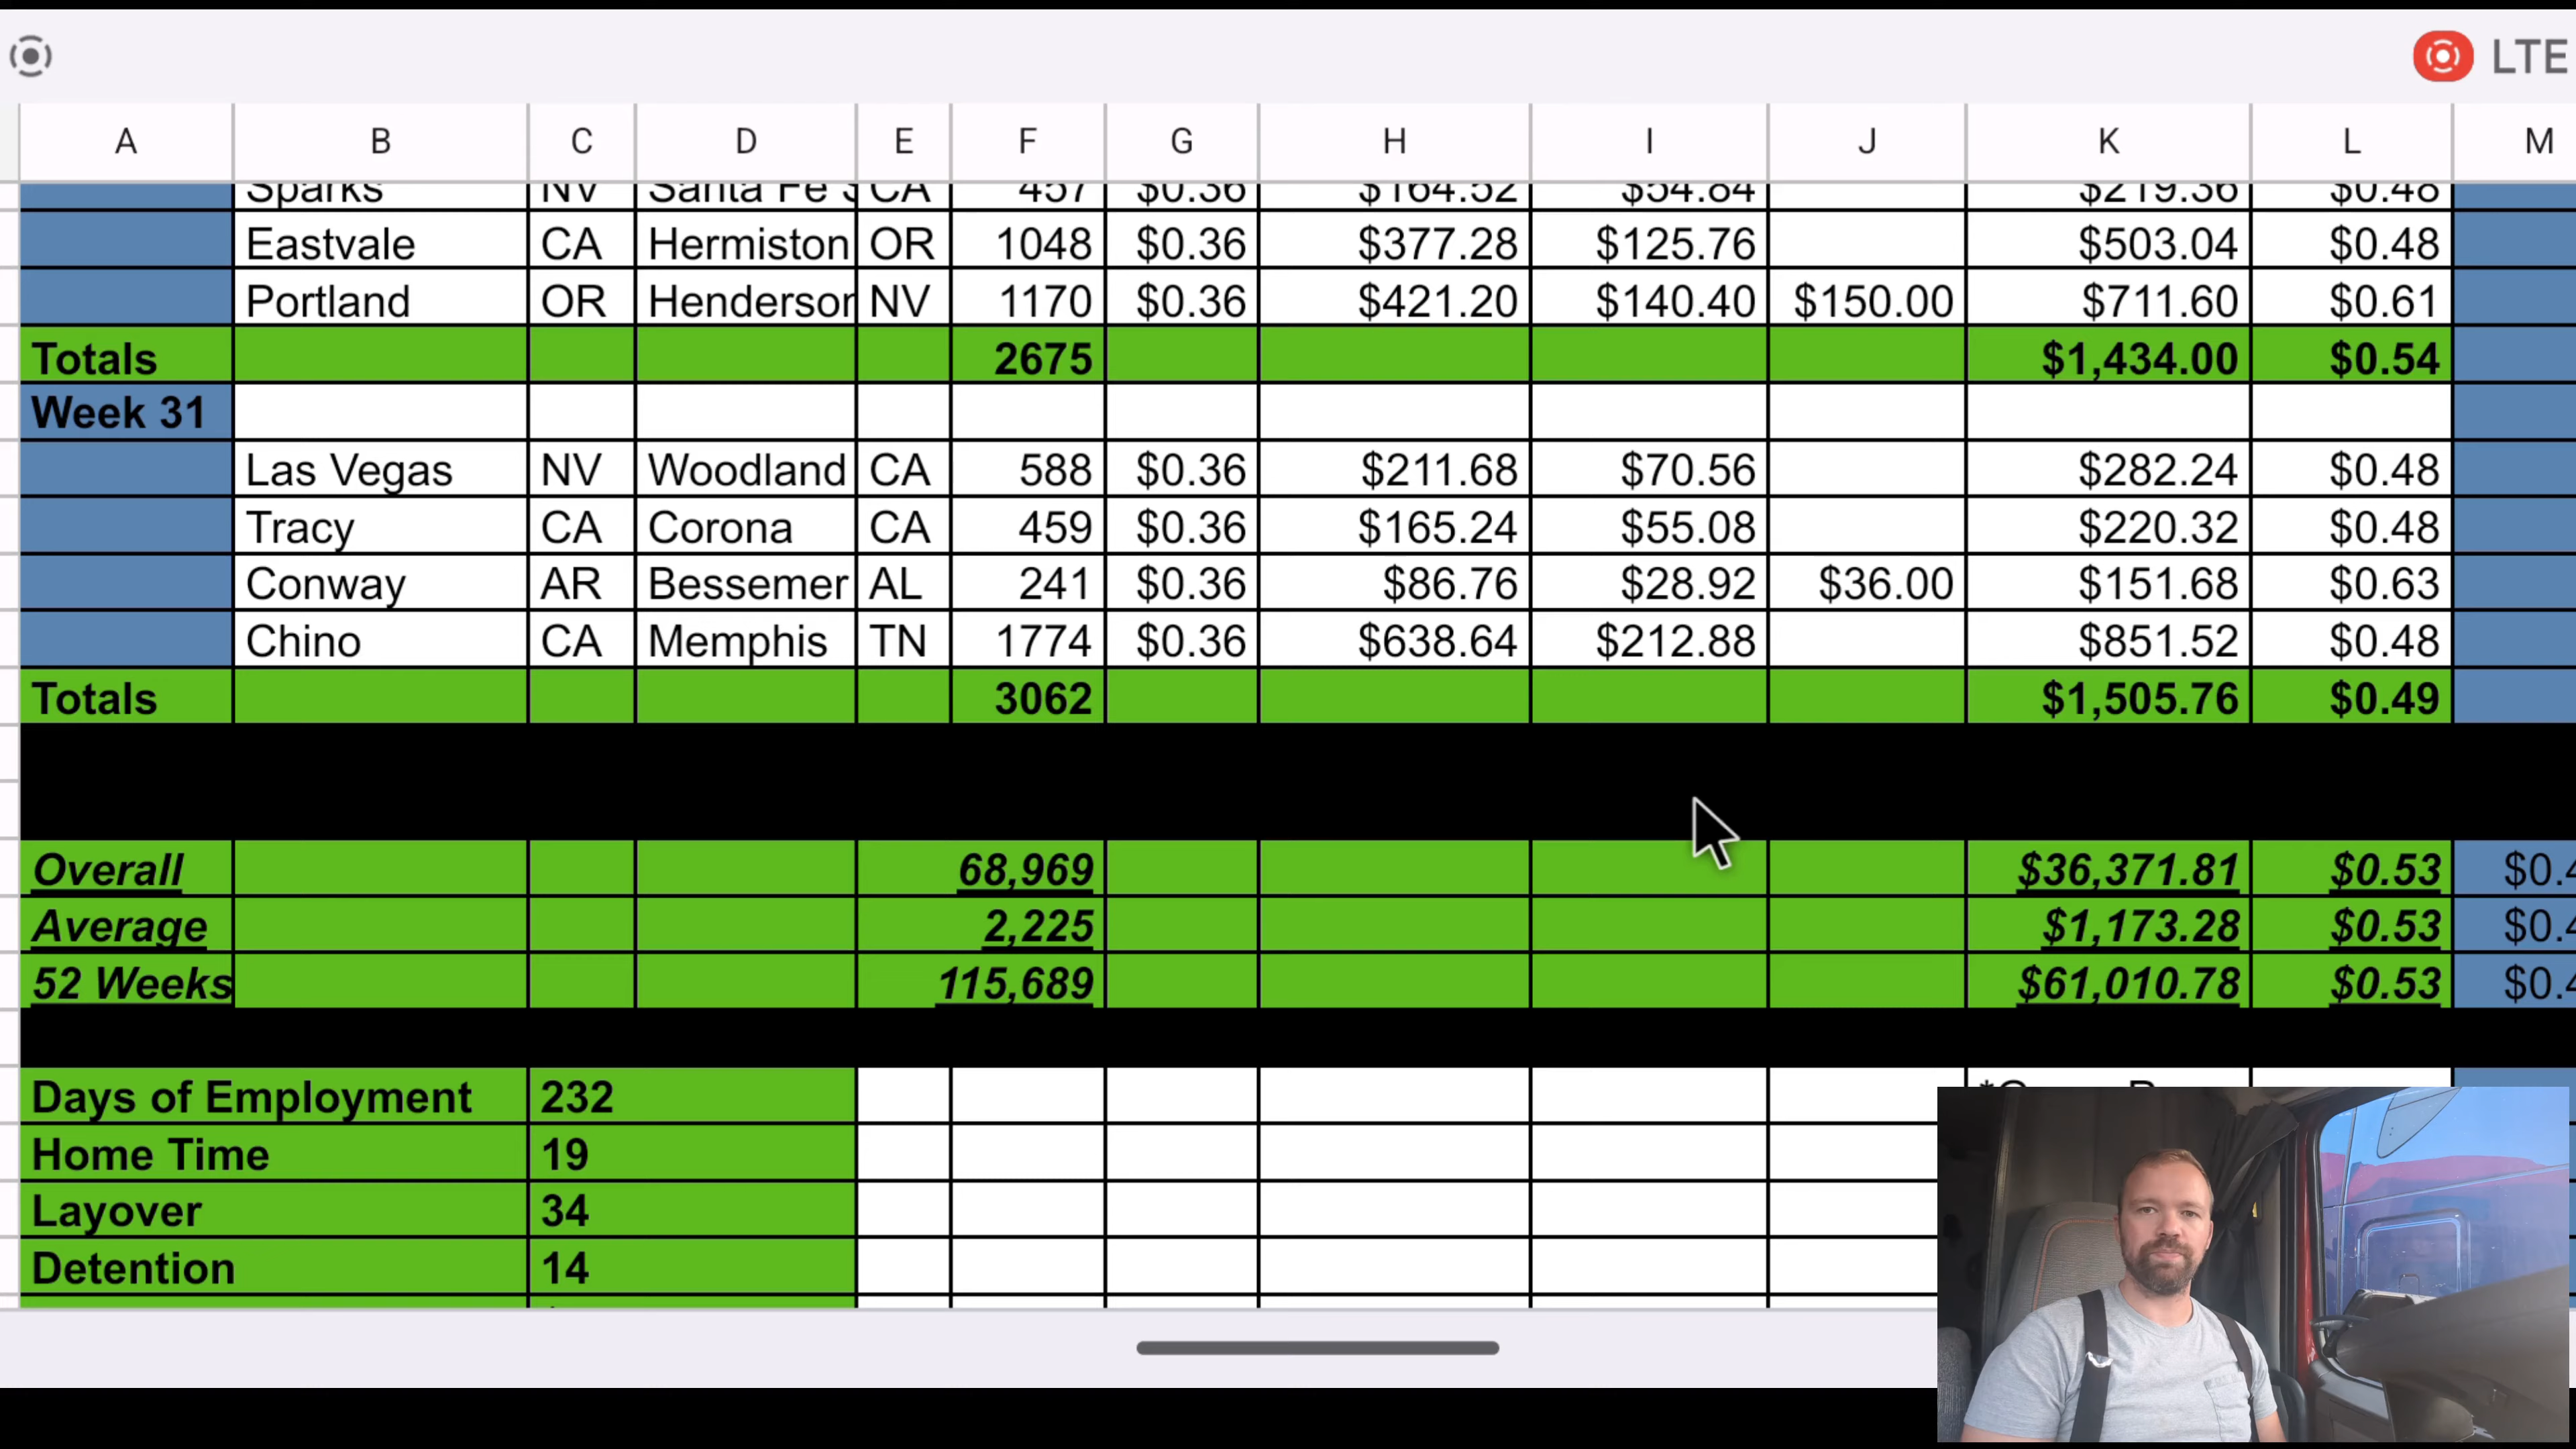 LTE
A B C D E F G H I J K L M
Sparks NV Santa Fe S CA 457 $0.36 $164.52 $54.84 $219.36 $0.48
Eastvale CA Hermiston OR 1048 $0.36 $377.28 $125.76 $503.04 $0.48
Portland OR Henderson NV 1170 $0.36 $421.20 $140.40 $150.00 $711.60 $0.61
Totals 2675 $1,434.00 $0.54
Week 31
Las Vegas NV Woodland CA 588 $0.36 $211.68 $70.56 $282.24 $0.48
Tracy CA Corona CA 459 $0.36 $165.24 $55.08 $220.32 $0.48
Conway AR Bessemer AL 241 $0.36 $86.76 $28.92 $36.00 $151.68 $0.63
Chino CA Memphis TN 1774 $0.36 $638.64 $212.88 $851.52 $0.48
Totals 3062 $1,505.76 $0.49
Overall 68,969 $36,371.81 $0.53 $0.4
Average 2,225 $1,173.28 $0.53 $0.4
52 Weeks 115,689 $61,010.78 $0.53 $0.4
Days of Employment 232
Home Time 19
Layover 34
Detention 14